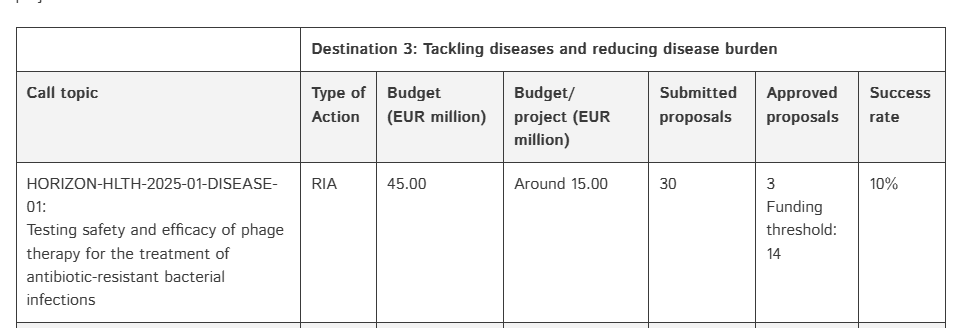 Destination 3: Tackling diseases and reducing disease burden
Call topic
Type of
Action
Budget
(EUR million)
Budget/
project (EUR
million)
Submitted
proposals
Approved
proposals
Success
rate
HORIZON-HLTH-2025-01-DISEASE-
01:
Testing safety and efficacy of phage
therapy for the treatment of
antibiotic-resistant bacterial
infections
RIA
45.00
Around 15.00
30
3
Funding
threshold:
14
10%